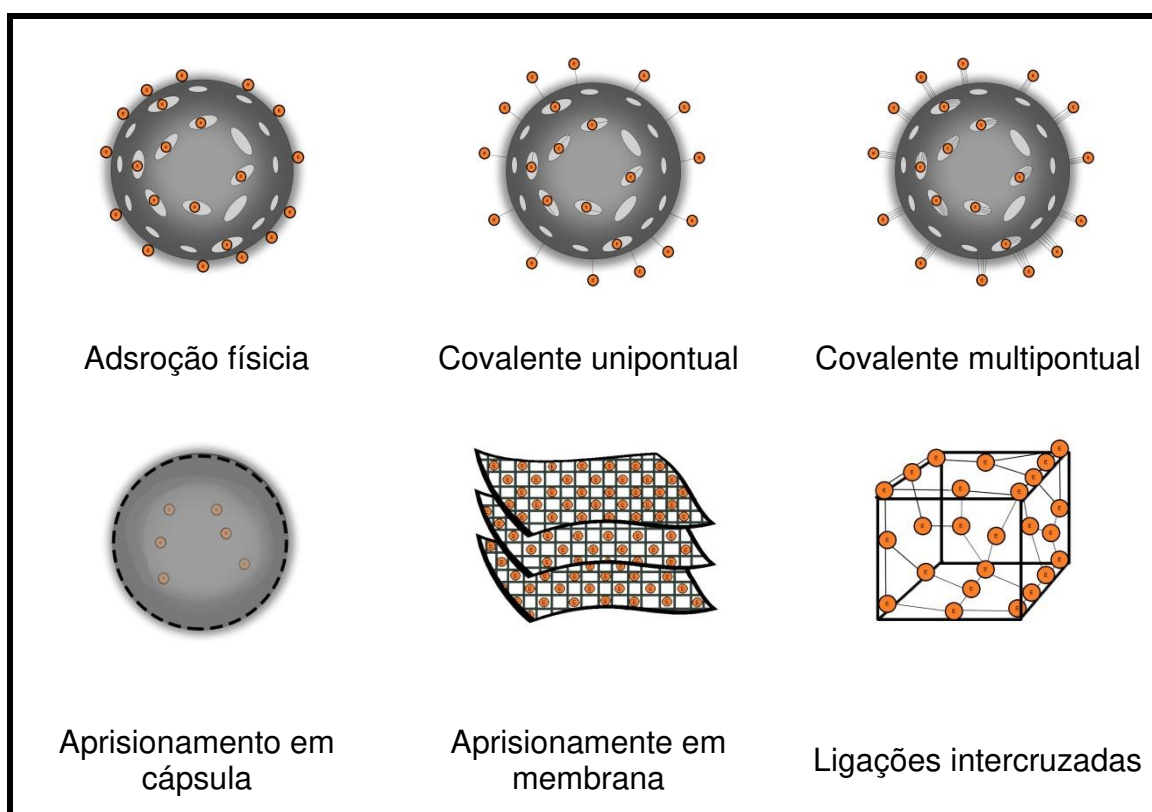 Adsroção físicia
Covalente unipontual
Covalente multipontual
Aprisionamento em
cápsula
Aprisionamente em
membrana
Ligações intercruzadas